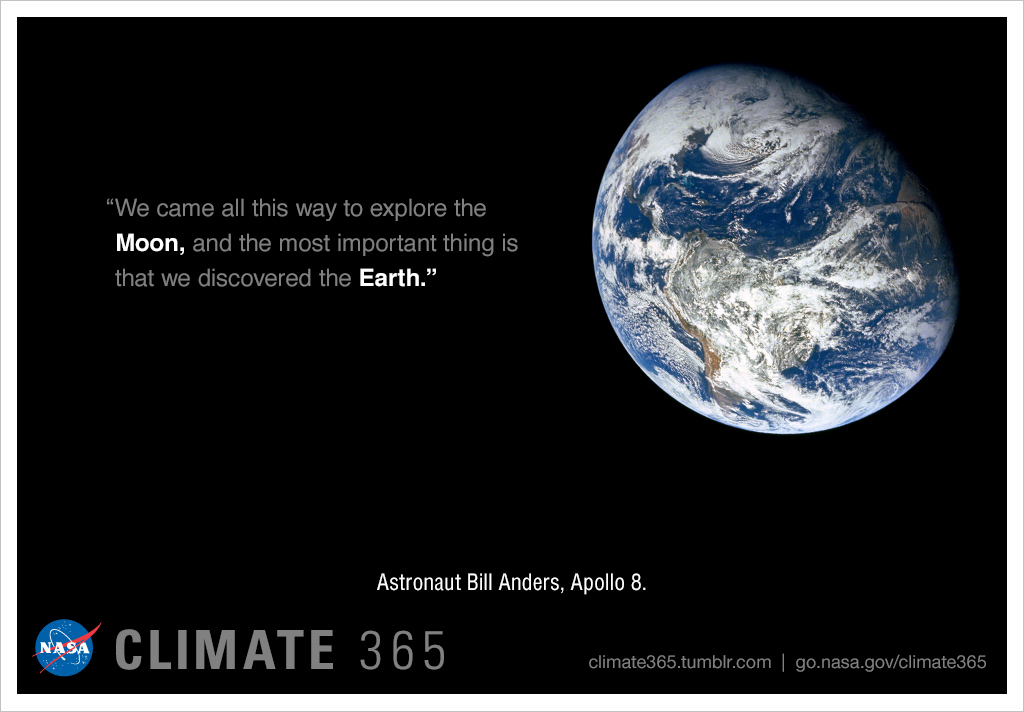 “We came all this way to explore the
Moon, and the most important thing is
that we discovered the Earth.”
Astronaut Bill Anders, Apollo 8.
NASA
CLIMATE 365
climate365.tumblr.com | go.nasa.gov/climate365